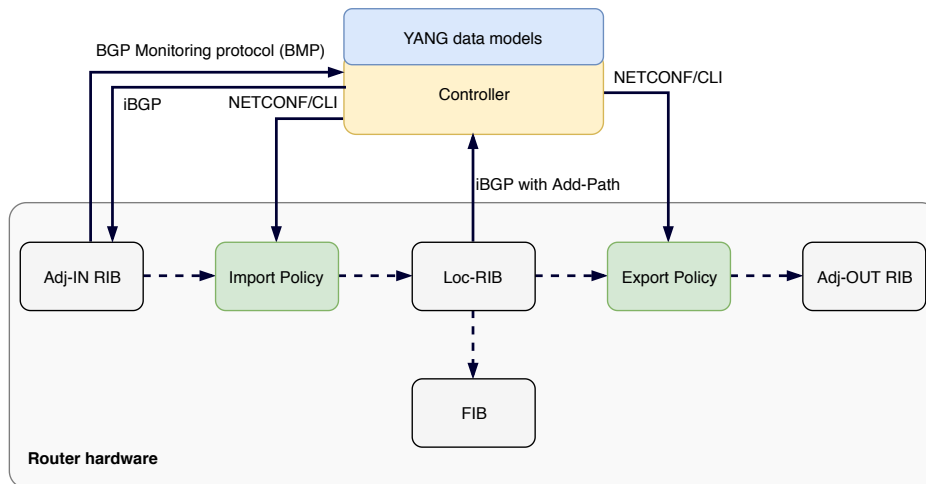 YANG data models
BGP Monitoring protocol (BMP)
NETCONF/CLI
Controller
iBGP
NETCONF/CLI
iBGP with Add-Path
Adj-IN RIB
Import Policy
Loc-RIB
Export Policy
Adj-OUT RIB
FIB
Router hardware